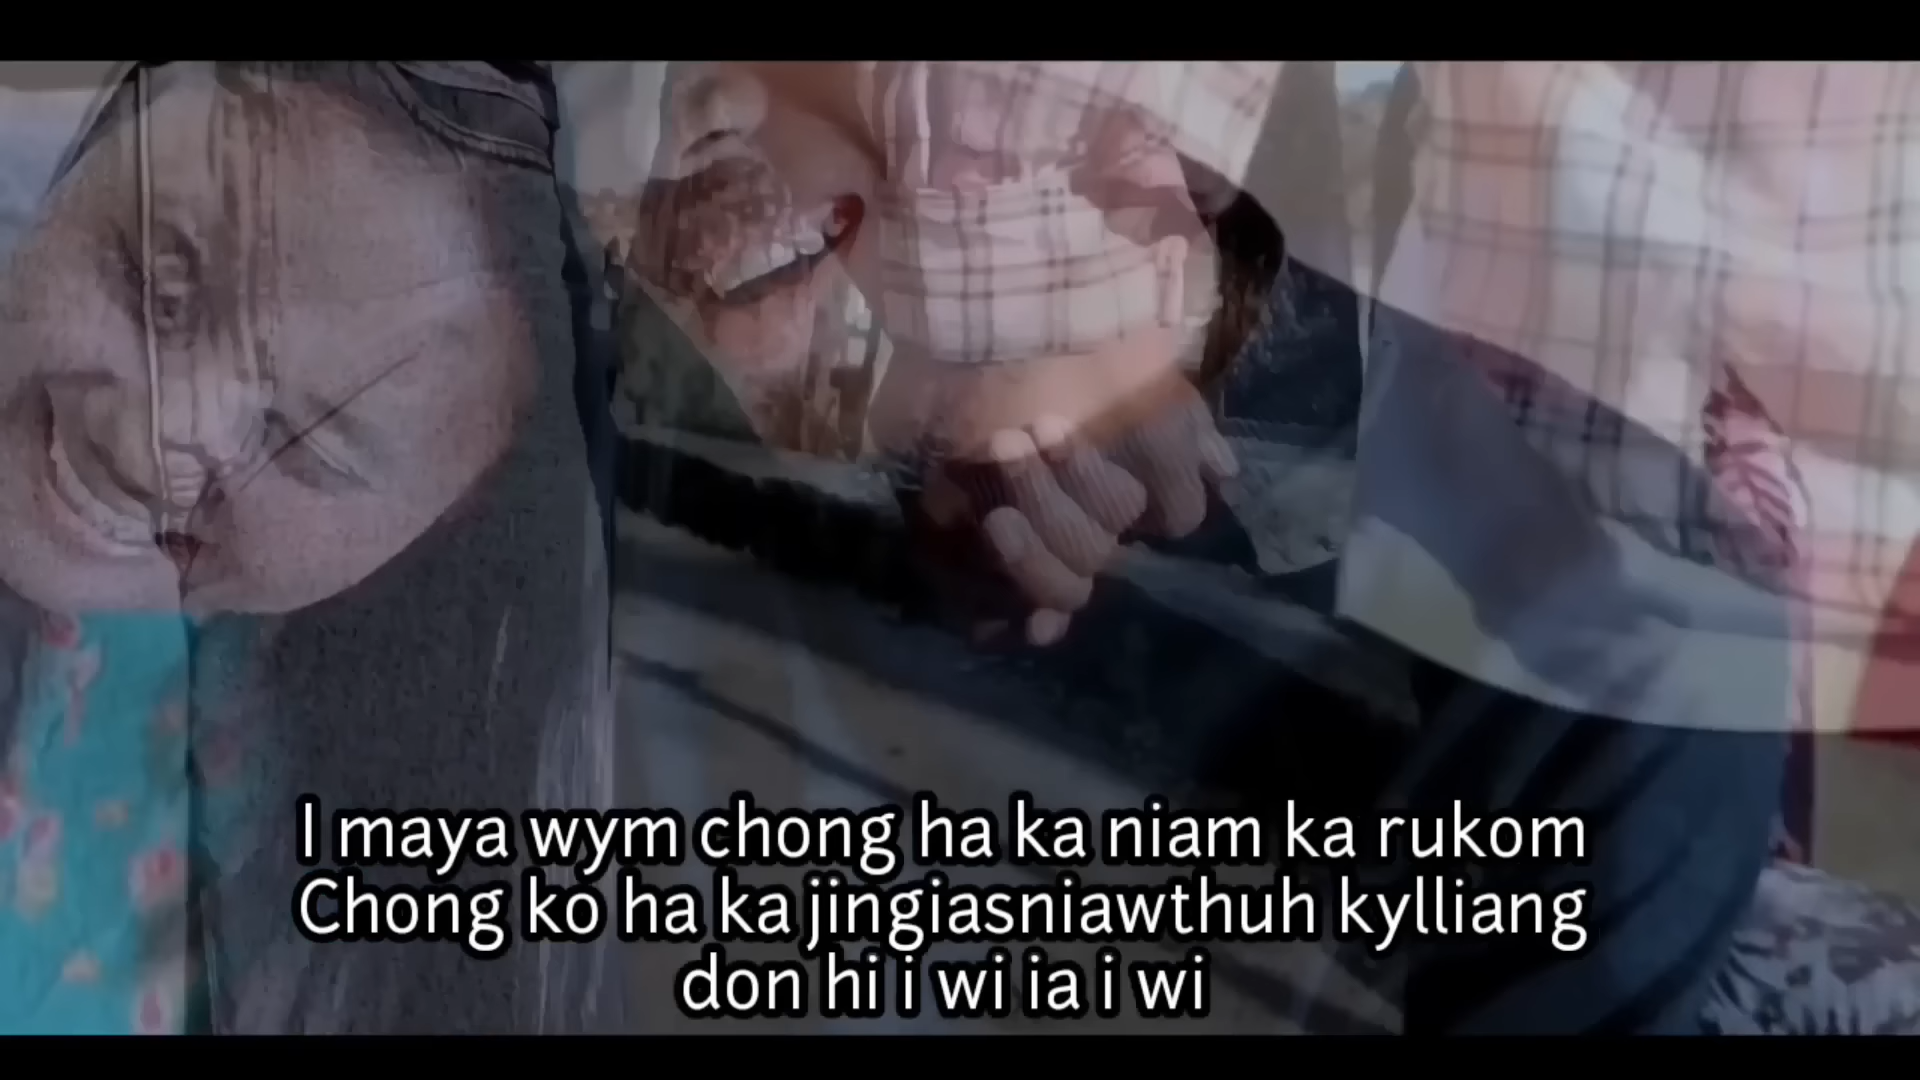 I maya wym chong ha ka niam ka rukom
Chong ko ha ka jingiasniawthuh kylliang
don hi i wi ia i wi